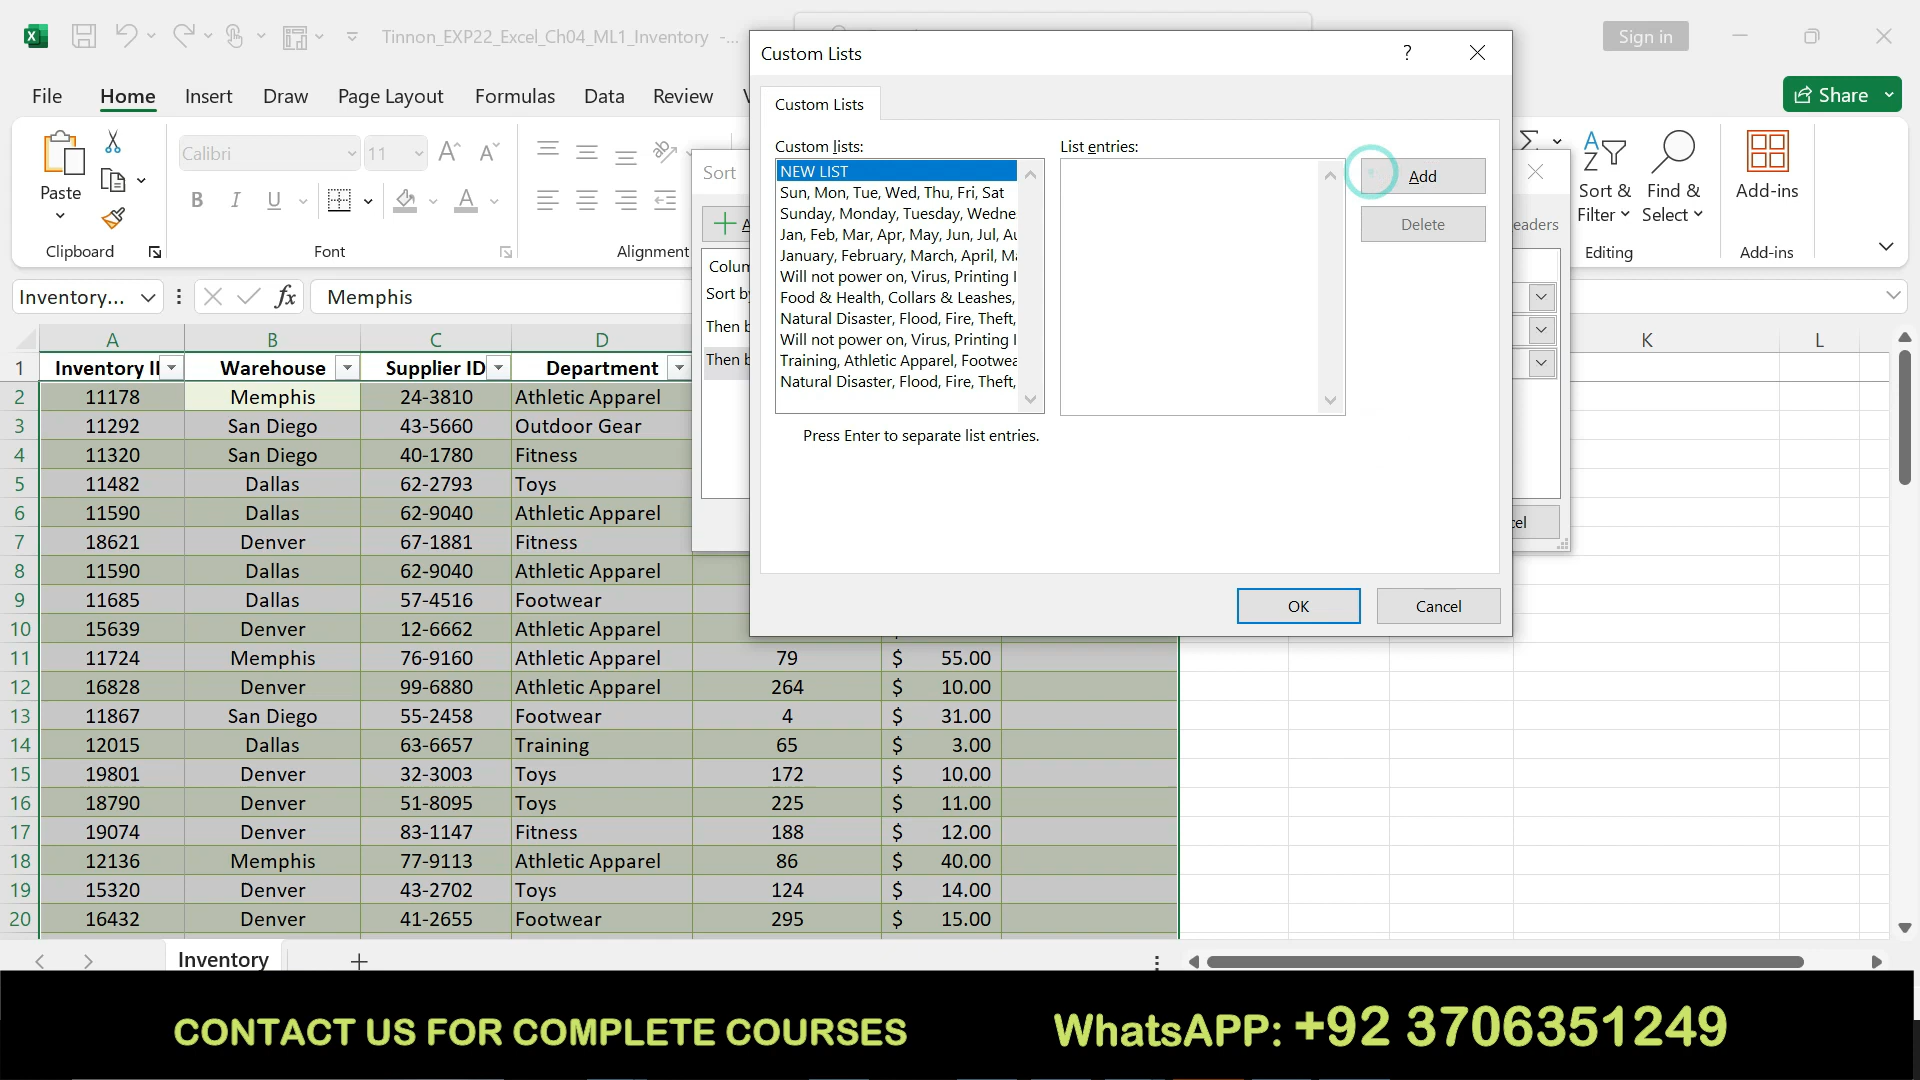 Tinnon_EXP22_Excel_Ch04_ML1_Inventory -...
Sign in
File Home Insert Draw Page Layout Formulas Data Review
Share
Paste
Clipboard
Calibri 11
B I U
Font
Alignment
Sort & Filter
Find & Select
Editing
Add-ins
Add-ins
Inventory...
fx
Memphis
Sort
Sort by
Custom Lists
?
Custom Lists
Custom lists:
NEW LIST
Sun, Mon, Tue, Wed, Thu, Fri, Sat
Sunday, Monday, Tuesday, Wedne
Jan, Feb, Mar, Apr, May, Jun, Jul, Au
January, February, March, April, Ma
Will not power on, Virus, Printing I
Food & Health, Collars & Leashes,
Natural Disaster, Flood, Fire, Theft,
Will not power on, Virus, Printing I
Training, Athletic Apparel, Footwea
Natural Disaster, Flood, Fire, Theft,
List entries:
Add
Delete
Press Enter to separate list entries.
OK
Cancel
A B C D K L
1 Inventory I Warehouse Supplier ID Department
2 11178 Memphis 24-3810 Athletic Apparel
3 11292 San Diego 43-5660 Outdoor Gear
4 11320 San Diego 40-1780 Fitness
5 11482 Dallas 62-2793 Toys
6 11590 Dallas 62-9040 Athletic Apparel
7 18621 Denver 67-1881 Fitness
8 11590 Dallas 62-9040 Athletic Apparel
9 11685 Dallas 57-4516 Footwear
10 15639 Denver 12-6662 Athletic Apparel
11 11724 Memphis 76-9160 Athletic Apparel 79 $ 55.00
12 16828 Denver 99-6880 Athletic Apparel 264 $ 10.00
13 11867 San Diego 55-2458 Footwear 4 $ 31.00
14 12015 Dallas 63-6657 Training 65 $ 3.00
15 19801 Denver 32-3003 Toys 172 $ 10.00
16 18790 Denver 51-8095 Toys 225 $ 11.00
17 19074 Denver 83-1147 Fitness 188 $ 12.00
18 12136 Memphis 77-9113 Athletic Apparel 86 $ 40.00
19 15320 Denver 43-2702 Toys 124 $ 14.00
20 16432 Denver 41-2655 Footwear 295 $ 15.00
Inventory
CONTACT US FOR COMPLETE COURSES
WhatsAPP: +92 3706351249